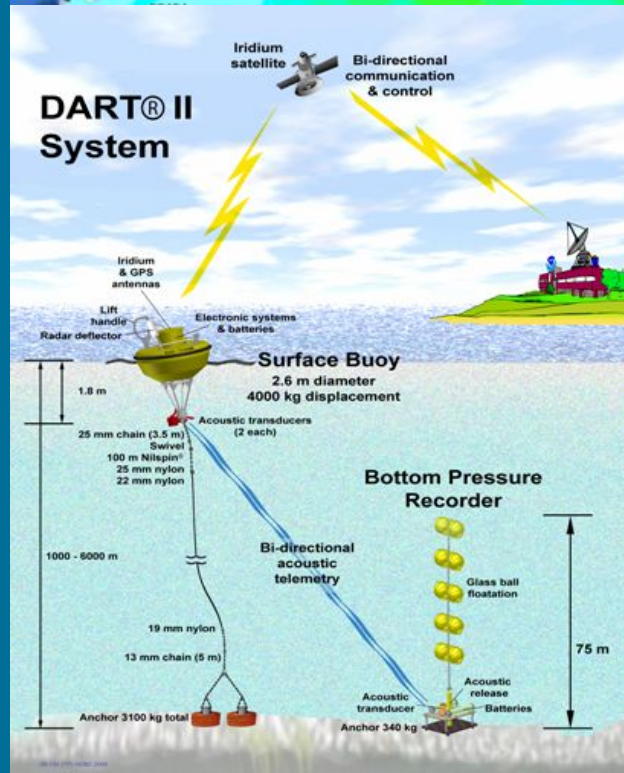 Iridium
satellite
Bi-directional
communication
& control
DART® II
System
Iridium
& GPS
antennas
Lift
handle
Radar deflector
Electronic systems
& batteries
Surface Buoy
2.6 m diameter
4000 kg displacement
1.8 m
Acoustic transducers
(2 each)
25 mm chain (3.5 m)
Swivel
100 m Nilspin®
25 mm nylon
22 mm nylon
Bottom Pressure
Recorder
1000 - 6000 m
Bi-directional
acoustic
telemetry
Glass ball
floatation
75 m
19 mm nylon
13 mm chain (5 m)
Acoustic
release
Acoustic
transducer
Batteries
Anchor 3100 kg total
Anchor 340 kg